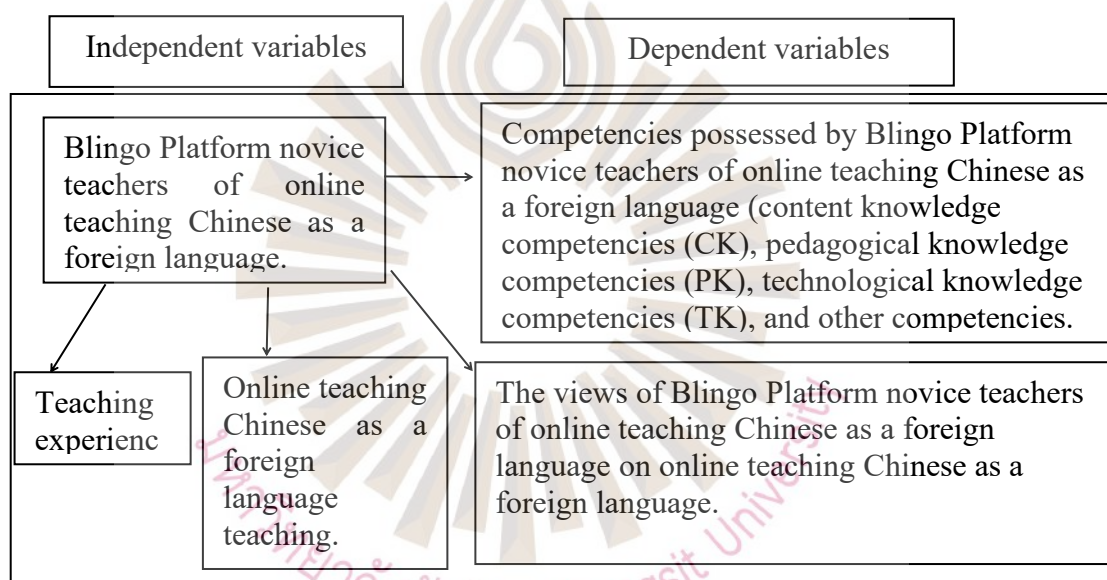 Independent variables
Dependent variables
Blingo Platform novice
teachers of online
teaching Chinese as a
foreign language.
Competencies possessed by Blingo Platform
novice teachers of online teaching Chinese as
a foreign language (content knowledge
competencies (CK), pedagogical knowledge
competencies (PK), technological knowledge
competencies (TK), and other competencies.
Teaching
experienc
Online teaching
Chinese as a
foreign
language
teaching.
The views of Blingo Platform novice teachers
of online teaching Chinese as a foreign
language on online teaching Chinese as a
foreign language.
University